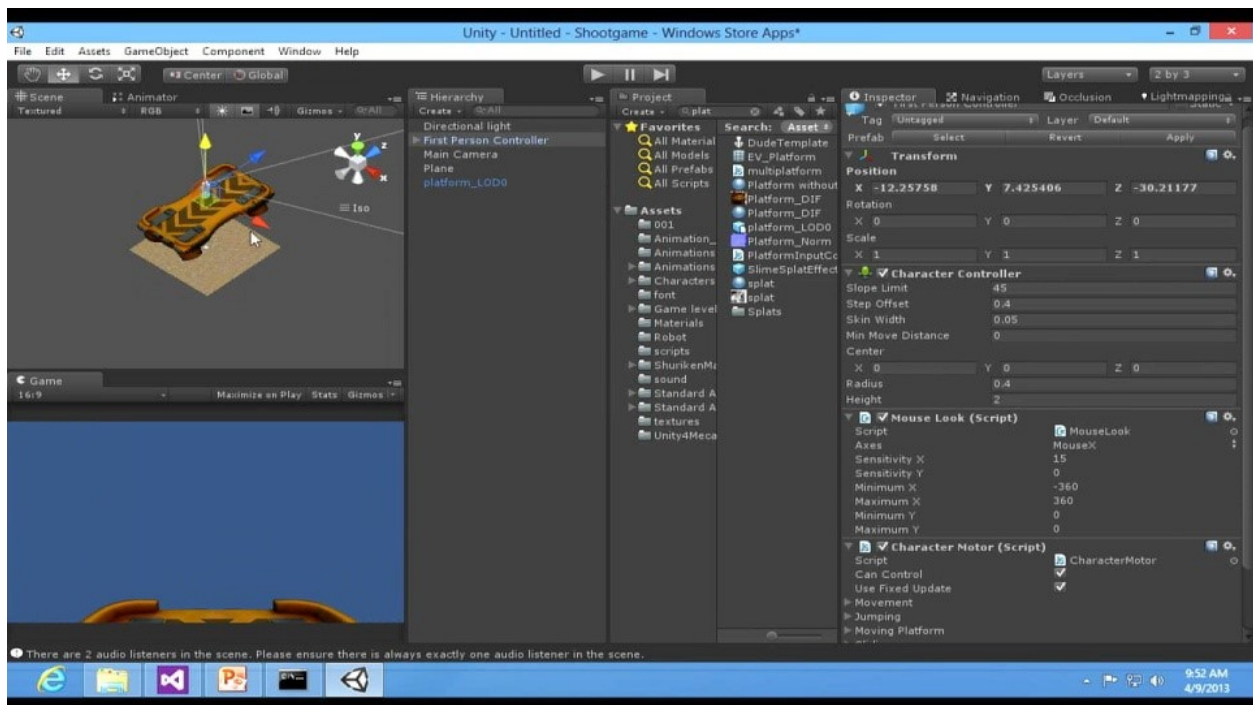 Unity - Untitled - Shootgame - Windows Store Apps*
File Edit Assets GameObject Component Window Help
Center Global
Layers 2 by 3
Scene Animator
Textured RGB Gizmos All
y
z
x
Iso
Game
16:9 Maximize on Play Stats Gizmos
Hierarchy
Create All
Directional light
First Person Controller
Main Camera
Plane
platform_LOD0
Project
Create plat
Favorites
All Material
All Models
All Prefabs
All Scripts
Assets
001
Animation_
Animations
Animations
Characters
font
Game level
Materials
Robot
scripts
ShurikenMa
sound
Standard A
Standard A
textures
Unity4Meca
Search: Asset
DudeTemplate
EV_Platform
multiplatform
Platform without
Platform_DIF
Platform_DIF
platform_LOD0
Platform_Norm
PlatformInputCo
SlimeSplatEffect
splat
splat
Splats
Inspector Navigation Occlusion Lightmapping
First Person Controller Static
Tag Untagged Layer Default
Prefab Select Revert Apply
Transform
Position
X -12.25758 Y 7.425406 Z -30.21177
Rotation
X 0 Y 0 Z 0
Scale
X 1 Y 1 Z 1
Character Controller
Slope Limit 45
Step Offset 0.4
Skin Width 0.05
Min Move Distance 0
Center
X 0 Y 0 Z 0
Radius 0.4
Height 2
Mouse Look (Script)
Script MouseLook
Axes MouseX
Sensitivity X 15
Sensitivity Y 0
Minimum X -360
Maximum X 360
Minimum Y 0
Maximum Y 0
Character Motor (Script)
Script CharacterMotor
Can Control
Use Fixed Update
Movement
Jumping
Moving Platform
There are 2 audio listeners in the scene. Please ensure there is always exactly one audio listener in the scene.
9:52 AM
4/9/2013